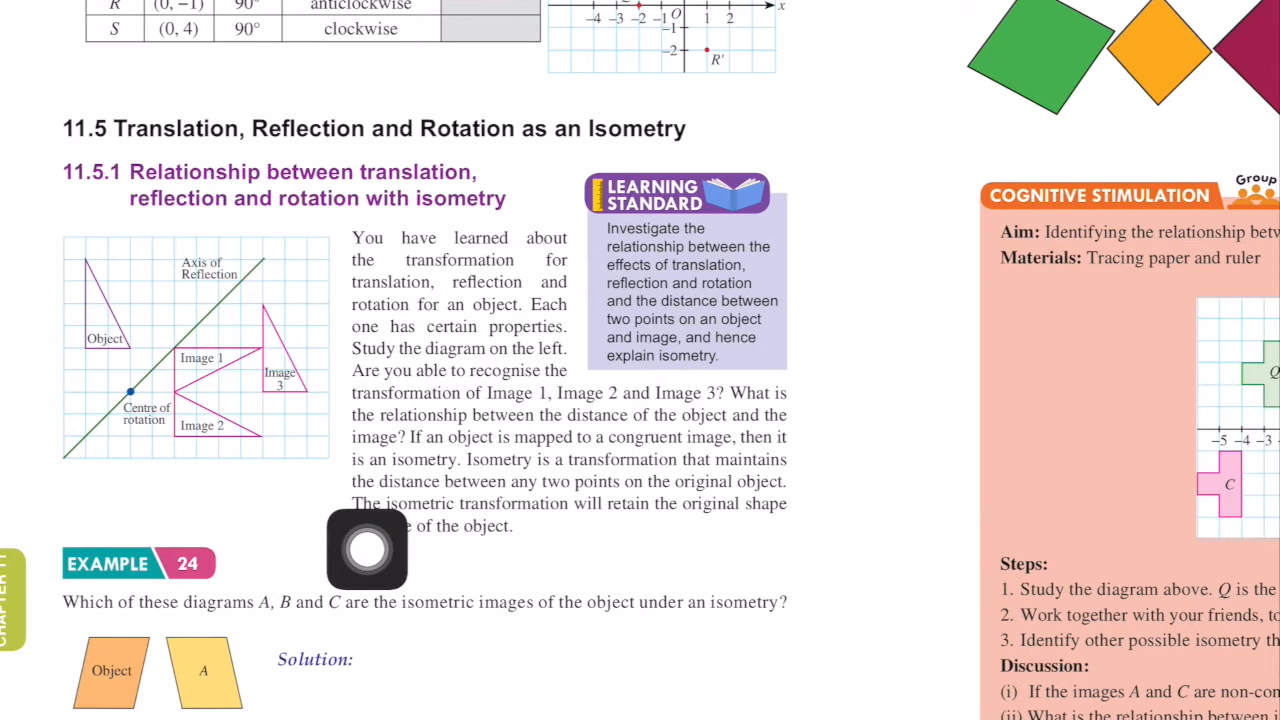 R (0, −1) 90° anticlockwise
S (0, 4) 90° clockwise
−4 −3 −2 −1 O 1 2 x
−1
−2
R'
11.5 Translation, Reflection and Rotation as an Isometry
11.5.1 Relationship between translation,
reflection and rotation with isometry
LEARNING
STANDARD
Investigate the
relationship between the
effects of translation,
reflection and rotation
and the distance between
two points on an object
and image, and hence
explain isometry.
Axis of
Reflection
Object
Image 1
Image
3
Centre of
rotation
Image 2
You have learned about
the transformation for
translation, reflection and
rotation for an object. Each
one has certain properties.
Study the diagram on the left.
Are you able to recognise the
transformation of Image 1, Image 2 and Image 3? What is
the relationship between the distance of the object and the
image? If an object is mapped to a congruent image, then it
is an isometry. Isometry is a transformation that maintains
the distance between any two points on the original object.
The isometric transformation will retain the original shape
of the object.
EXAMPLE 24
Which of these diagrams A, B and C are the isometric images of the object under an isometry?
Object
A
Solution:
CHAPTER 11
Group
COGNITIVE STIMULATION
Aim: Identifying the relationship
Materials: Tracing paper and ruler
Q
−5 −4 −3
C
Steps:
1. Study the diagram above. Q is the
2. Work together with your friends,
3. Identify other possible isometry
Discussion:
(i) If the images A and C are
(ii) What is the relationship between